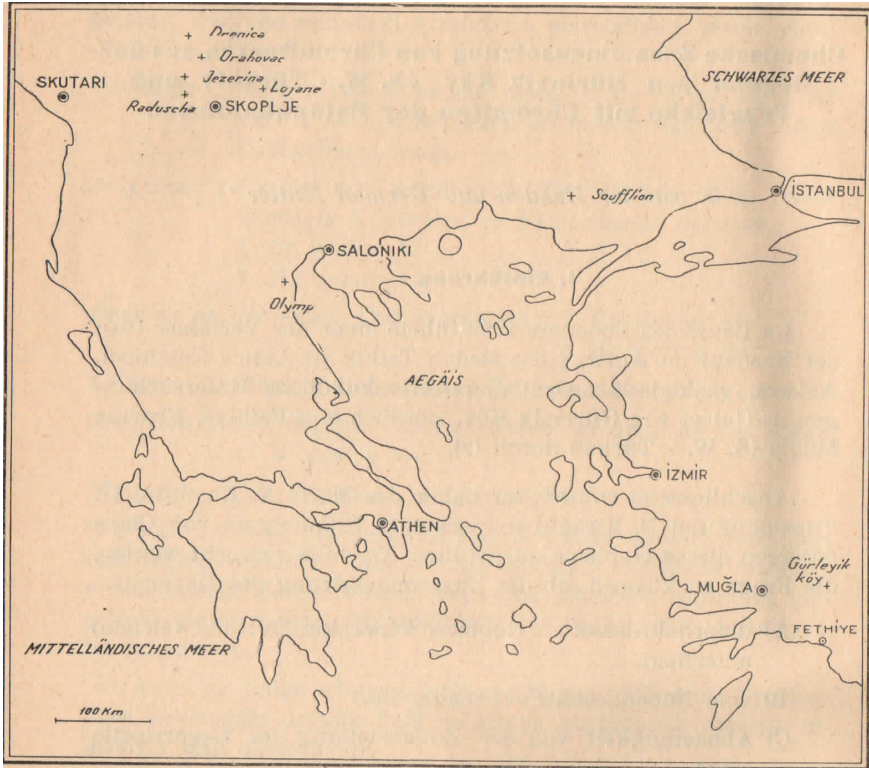 Drenica
Orahovac
Jezerina
Lojane
Raduscha
SKOPLJE
SKUTARI
SCHWARZES MEER
İSTANBUL
Soufflion
SALONIKI
Olymp
AEGÄIS
İZMİR
ATHEN
Gürleyik
köy
MUĞLA
FETHİYE
MITTELLÄNDISCHES MEER
100 Km